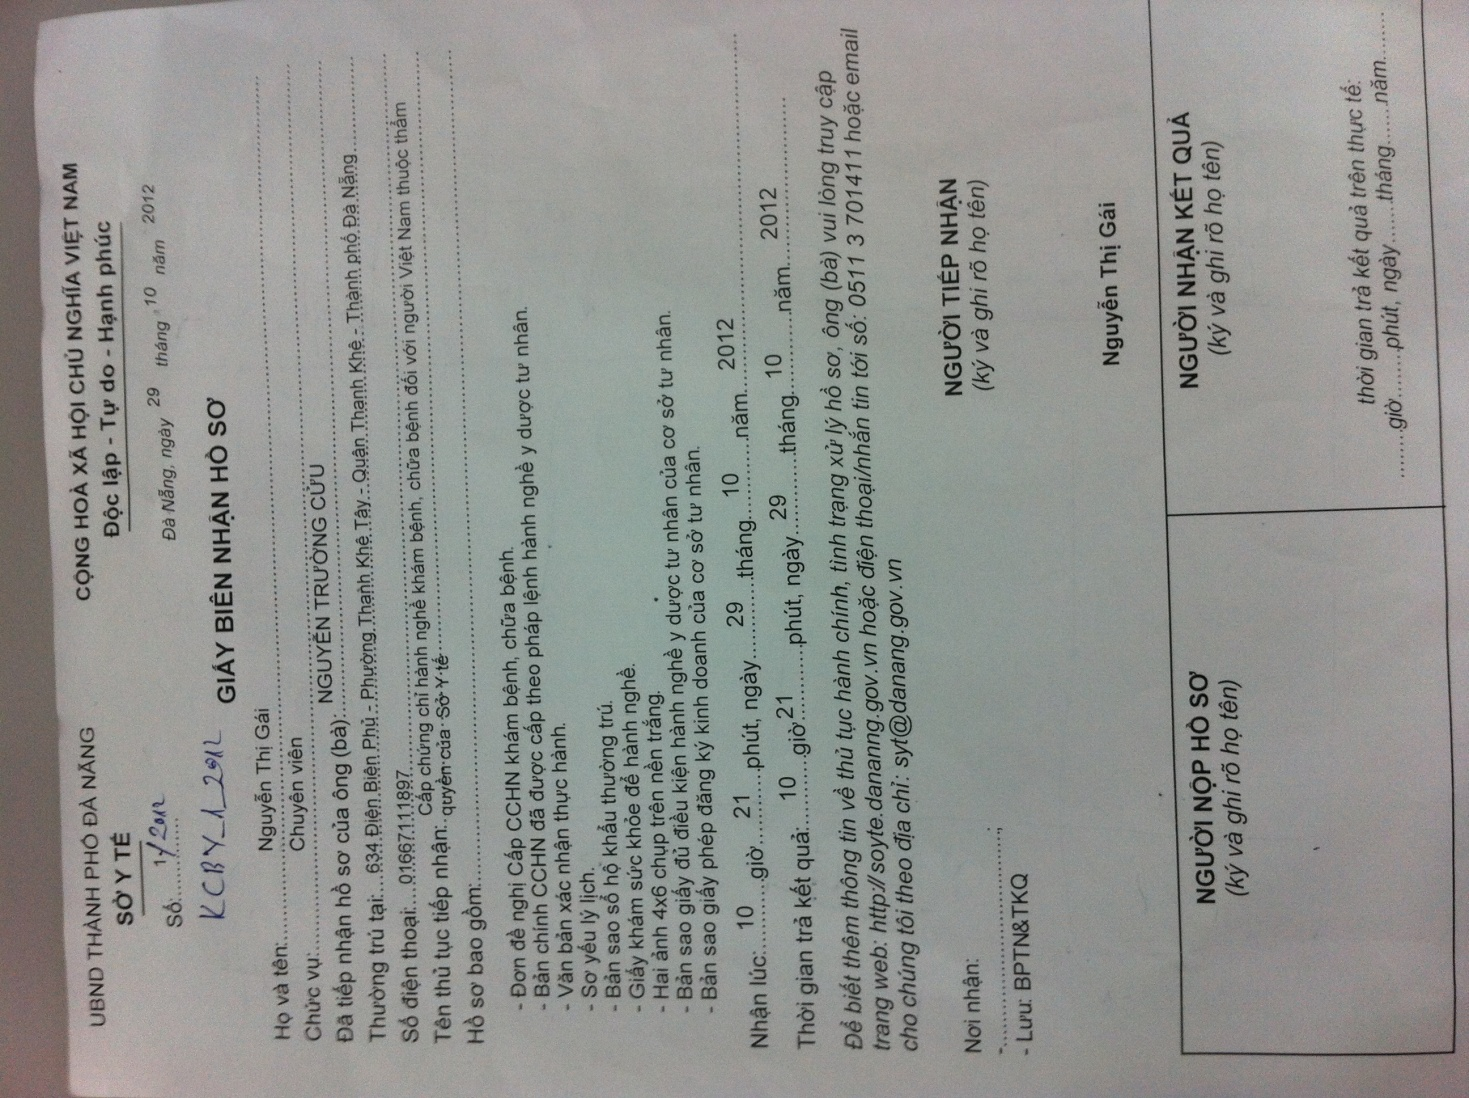 UBND THÀNH PHỐ ĐÀ NẴNG
SỞ Y TẾ
Số:........1/2012
KCBY_1_2012
CỘNG HOÀ XÃ HỘI CHỦ NGHĨA VIỆT NAM
Độc lập - Tự do - Hạnh phúc
Đà Nẵng, ngày 29 tháng 10 năm 2012
GIẤY BIÊN NHẬN HỒ SƠ
Họ và tên:........Nguyễn Thị Gái........
Chức vụ:........Chuyên viên........
Đã tiếp nhận hồ sơ của ông (bà):........NGUYỄN TRƯỜNG CỬU........
Thường trú tại:...634 Điện Biên Phủ - Phường Thanh Khê Tây - Quận Thanh Khê - Thành phố Đà Nẵng........
Số điện thoại:...01667111897........
Tên thủ tục tiếp nhận: Cấp chứng chỉ hành nghề khám bệnh, chữa bệnh đối với người Việt Nam thuộc thẩm
quyền của Sở Y tế........
Hồ sơ bao gồm:........
- Đơn đề nghị Cấp CCHN khám bệnh, chữa bệnh.
- Bản chính CCHN đã được cấp theo pháp lệnh hành nghề y dược tư nhân.
- Văn bản xác nhận thực hành.
- Sơ yếu lý lịch.
- Bản sao sổ hộ khẩu thường trú.
- Giấy khám sức khỏe để hành nghề.
- Hai ảnh 4x6 chụp trên nền trắng.
- Bản sao giấy đủ điều kiện hành nghề y dược tư nhân của cơ sở tư nhân.
- Bản sao giấy phép đăng ký kinh doanh của cơ sở tư nhân.
Nhận lúc:...10...giờ...21...phút, ngày...29...tháng...10...năm...2012........
Thời gian trả kết quả:...10...giờ 21...phút, ngày...29...tháng...10...năm...2012........
Để biết thêm thông tin về thủ tục hành chính, tình trạng xử lý hồ sơ, ông (bà) vui lòng truy cập
trang web: http://soyte.dananng.gov.vn hoặc điện thoại/nhắn tin tới số: 0511 3 701411 hoặc email
cho chúng tôi theo địa chỉ: syt@danang.gov.vn
Nơi nhận:
-........................;
- Lưu: BPTN&TKQ
NGƯỜI TIẾP NHẬN
(ký và ghi rõ họ tên)
Nguyễn Thị Gái
NGƯỜI NỘP HỒ SƠ
(ký và ghi rõ họ tên)
NGƯỜI NHẬN KẾT QUẢ
(ký và ghi rõ họ tên)
thời gian trả kết quả trên thực tế:
.........giờ.........phút, ngày.......tháng.......năm........